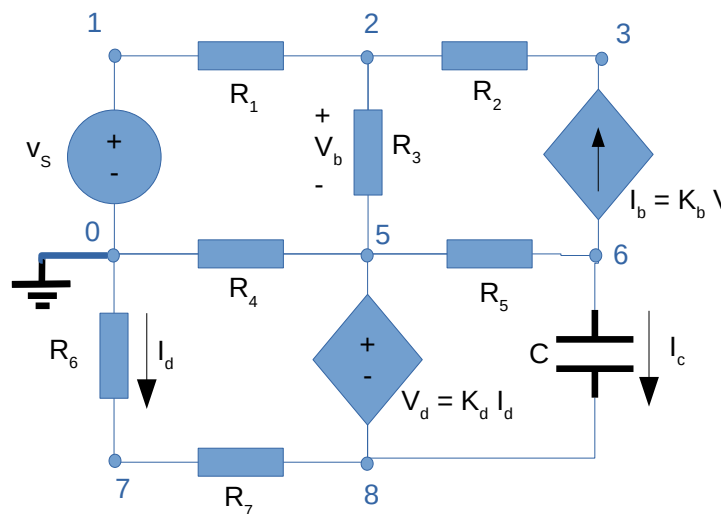 1
2
3
R1
R2
+
Vb
-
R3
vS
+
-
Ib = Kb V
0
5
6
R4
R5
R6
Id
+
-
Vd = Kd Id
C
Ic
7
R7
8